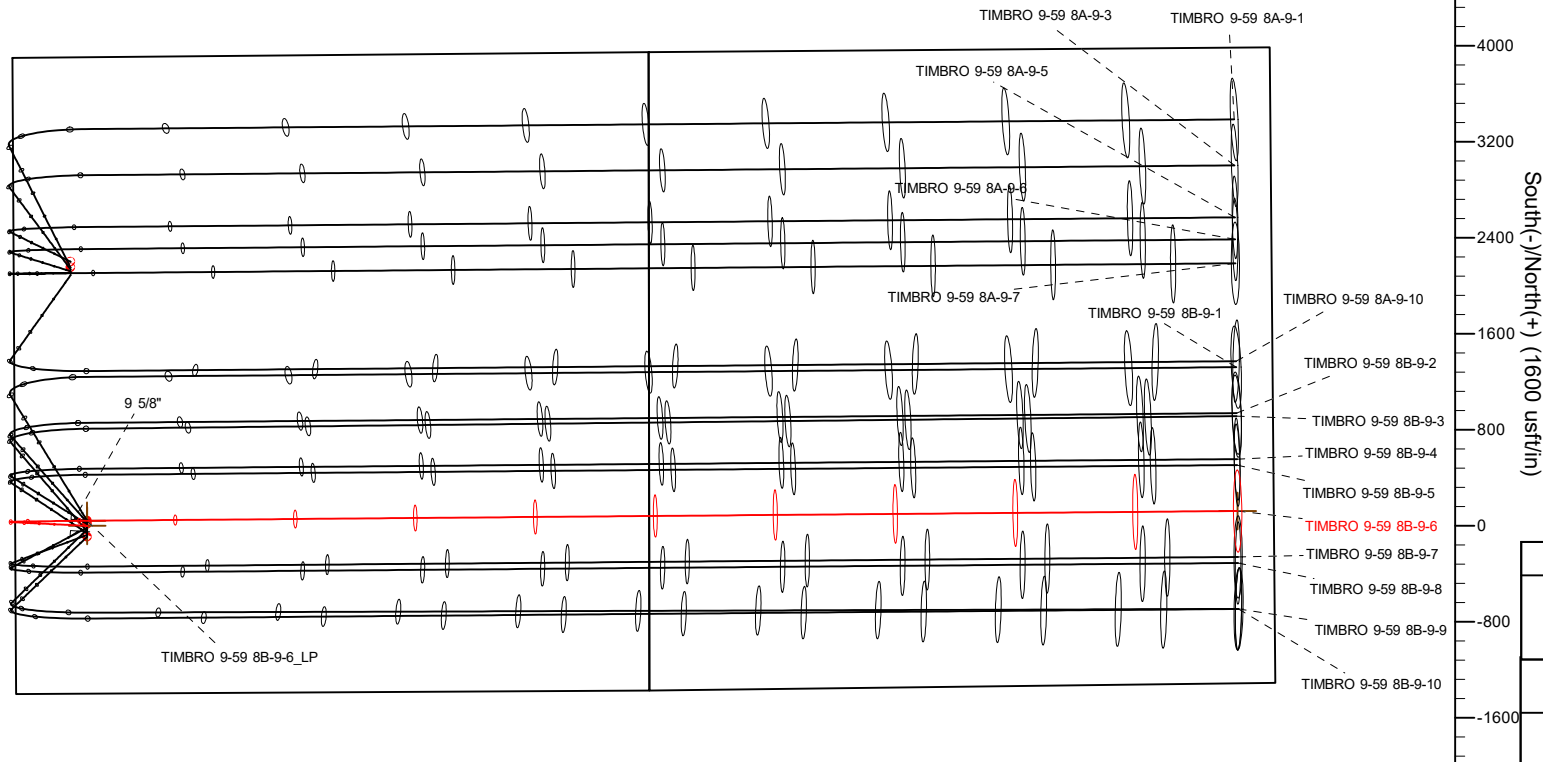 TIMBRO 9-59 8A-9-3
TIMBRO 9-59 8A-9-1
TIMBRO 9-59 8A-9-5
TIMBRO 9-59 8A-9-6
TIMBRO 9-59 8A-9-7
TIMBRO 9-59 8A-9-10
TIMBRO 9-59 8B-9-1
TIMBRO 9-59 8B-9-2
9 5/8"
TIMBRO 9-59 8B-9-3
TIMBRO 9-59 8B-9-4
TIMBRO 9-59 8B-9-5
TIMBRO 9-59 8B-9-6
TIMBRO 9-59 8B-9-7
TIMBRO 9-59 8B-9-8
TIMBRO 9-59 8B-9-9
TIMBRO 9-59 8B-9-6_LP
TIMBRO 9-59 8B-9-10
4000
3200
2400
1600
800
0
-800
-1600
South(-)/North(+) (1600 usft/in)